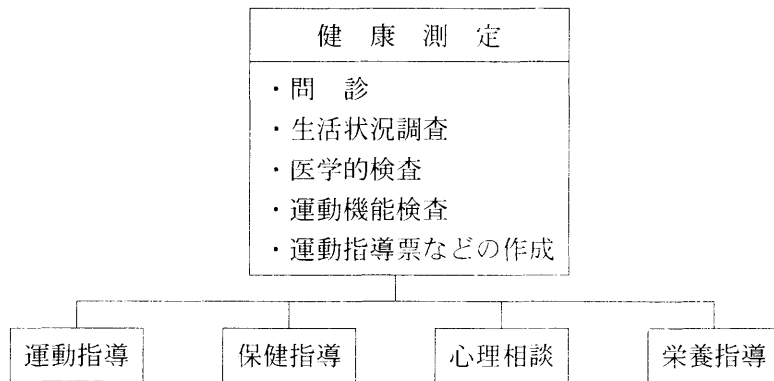 健 康 測 定
・問 診
・生活状況調査
・医学的検査
・運動機能検査
・運動指導票などの作成
運動指導 保健指導 心理相談 栄養指導